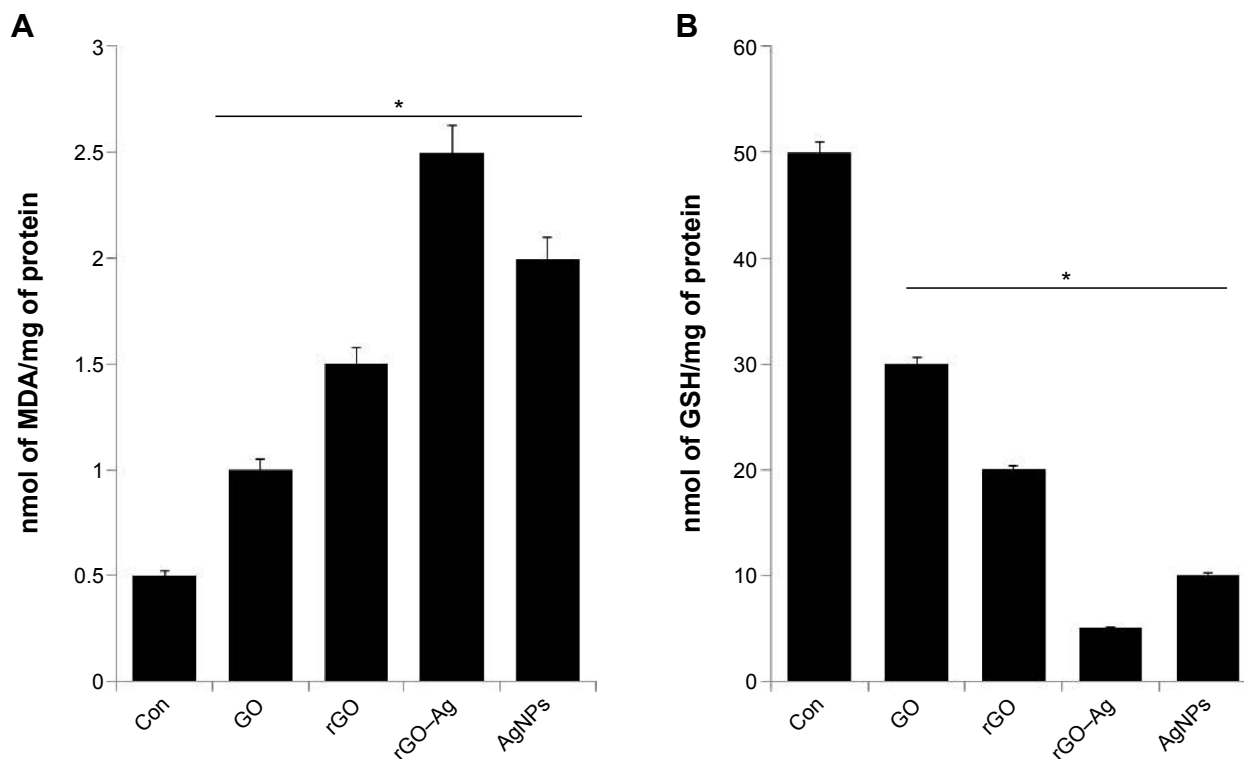 A
nmol of MDA/mg of protein
3
2.5
2
1.5
1
0.5
0
*
Con
GO
rGO
rGO–Ag
AgNPs
B
nmol of GSH/mg of protein
60
50
40
30
20
10
0
*
Con
GO
rGO
rGO–Ag
AgNPs